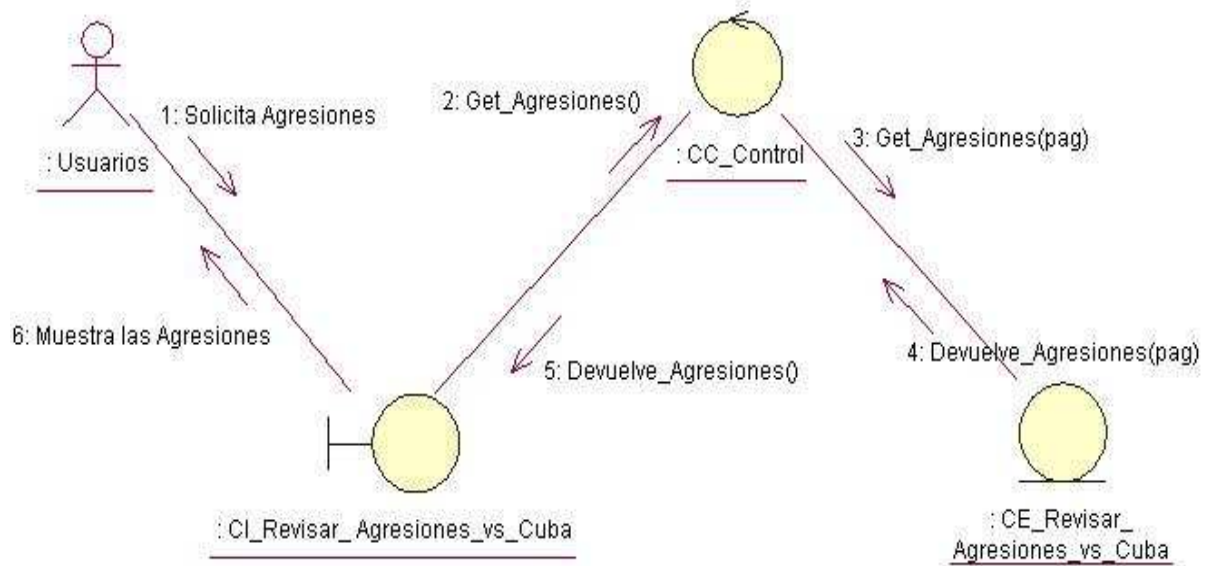 1: Solicita Agresiones
2: Get_Agresiones()
3: Get_Agresiones(pag)
: Usuarios
: CC_Control
6: Muestra las Agresiones
5: Devuelve_Agresiones()
4: Devuelve_Agresiones(pag)
: CI_Revisar_ Agresiones_vs_Cuba
: CE_Revisar_
Agresiones_vs_Cuba